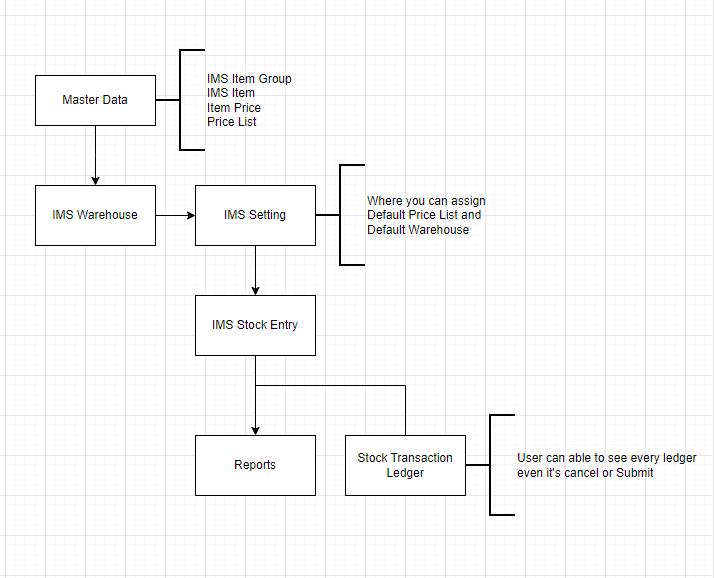 Master Data
IMS Item Group
IMS Item
Item Price
Price List
IMS Warehouse
IMS Setting
Where you can assign
Default Price List and
Default Warehouse
IMS Stock Entry
Reports
Stock Transaction
Ledger
User can able to see every ledger
even it's cancel or Submit